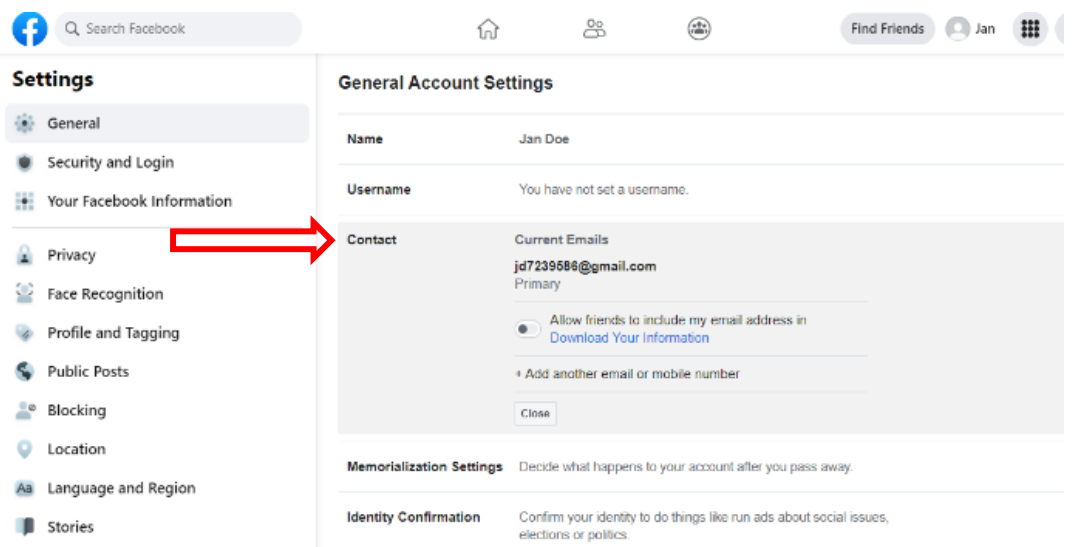 Search Facebook
Find Friends
Jan
Settings
General
Security and Login
Your Facebook Information
Privacy
Face Recognition
Profile and Tagging
Public Posts
Blocking
Location
Aa Language and Region
Stories
General Account Settings
Name Jan Doe
Username You have not set a username.
Contact Current Emails
jd7239586@gmail.com
Primary
Allow friends to include my email address in
Download Your Information
+ Add another email or mobile number
Close
Memorialization Settings Decide what happens to your account after you pass away.
Identity Confirmation Confirm your identity to do things like run ads about social issues,
elections or politics.